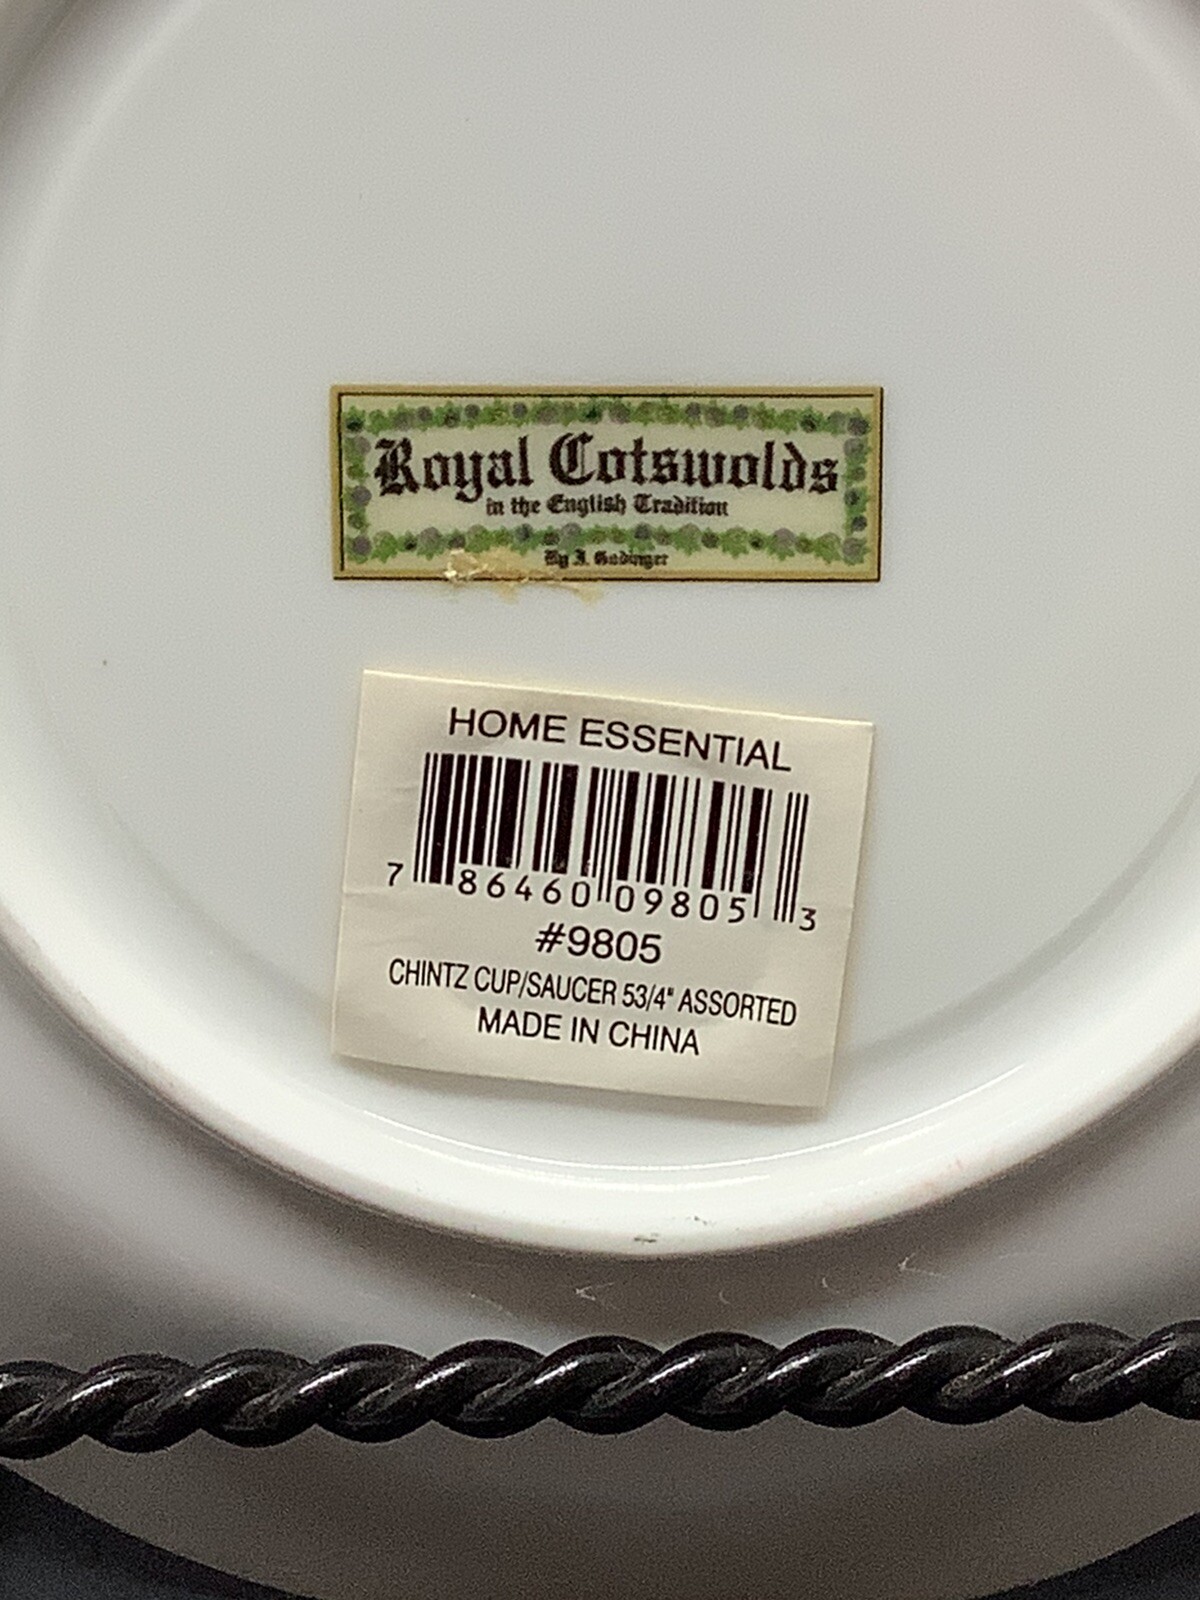 Royal Cotswolds
in the English Tradition
By J. Godinger
HOME ESSENTIAL
7 86460 09805 3
#9805
CHINTZ CUP/SAUCER 53/4" ASSORTED
MADE IN CHINA